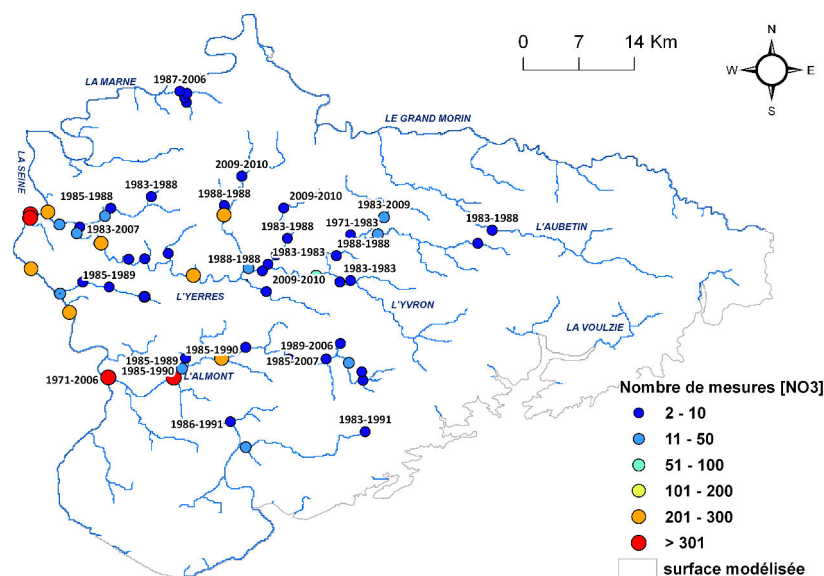 0 7 14 Km
N
W E
S
LA MARNE
1987-2006
LE GRAND MORIN
LA SEINE
2009-2010
1983-1988
1985-1988
1988-1988
2009-2010
1983-2009
1971-1983
1983-1988
L'AUBETIN
1983-2007
1983-1988
1988-1988
1983-1983
1988-1988
1983-1983
1985-1989
2009-2010
L'YERRES
L'YVRON
LA VOULZIE
1989-2006
1985-1990
1985-1989
1985-2007
1985-1990
L'ALMONT
1971-2006
1986-1991
1983-1991
Nombre de mesures [NO3]
2 - 10
11 - 50
51 - 100
101 - 200
201 - 300
> 301
surface modélisée